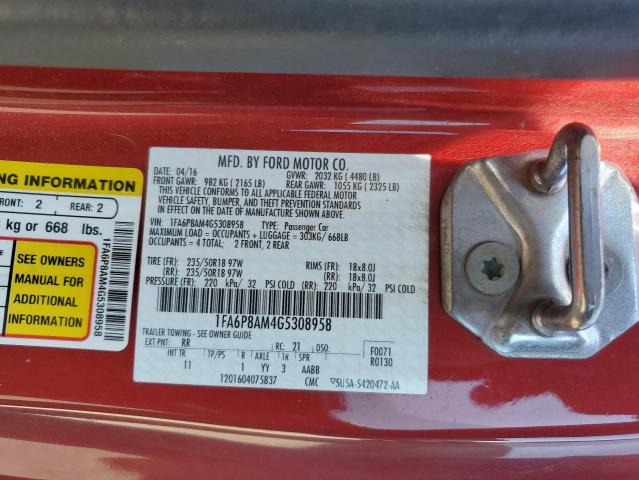 NG INFORMATION
FRONT: 2 REAR: 2
kg or 668 lbs.
SEE OWNERS
MANUAL FOR
ADDITIONAL
INFORMATION
1FA6P8AM4G5308958
MFD. BY FORD MOTOR CO.
DATE: 04/16 GVWR: 2032 KG ( 4480 LB)
FRONT GAWR: 982 KG ( 2165 LB) REAR GAWR: 1055 KG ( 2325 LB)
THIS VEHICLE CONFORMS TO ALL APPLICABLE FEDERAL MOTOR
VEHICLE SAFETY, BUMPER, AND THEFT PREVENTION STANDARDS
IN EFFECT ON THE DATE OF MANUFACTURE SHOWN ABOVE.
VIN: 1FA6P8AM4G5308958 TYPE: Passenger Car
MAXIMUM LOAD = OCCUPANTS + LUGGAGE = 303KG/ 668LB
OCCUPANTS = 4 TOTAL: 2 FRONT, 2 REAR
TIRE (FR): 235/50R18 97W RIMS (FR): 18x8.0J
(RR): 235/50R18 97W (RR): 18x8.0J
PRESSURE (FR): 220 kPa/ 32 PSI COLD (RR): 220 kPa/ 32 PSI COLD
1FA6P8AM4G5308958
TRAILER TOWING - SEE OWNER GUIDE
EXT PNT: RR RC: 21 DSO: F0071
INT TR TP/PS R AXLE TR SPR R0130
11 1 YY 3 AABB
1201604075837 CMC SU5A-5420472-AA